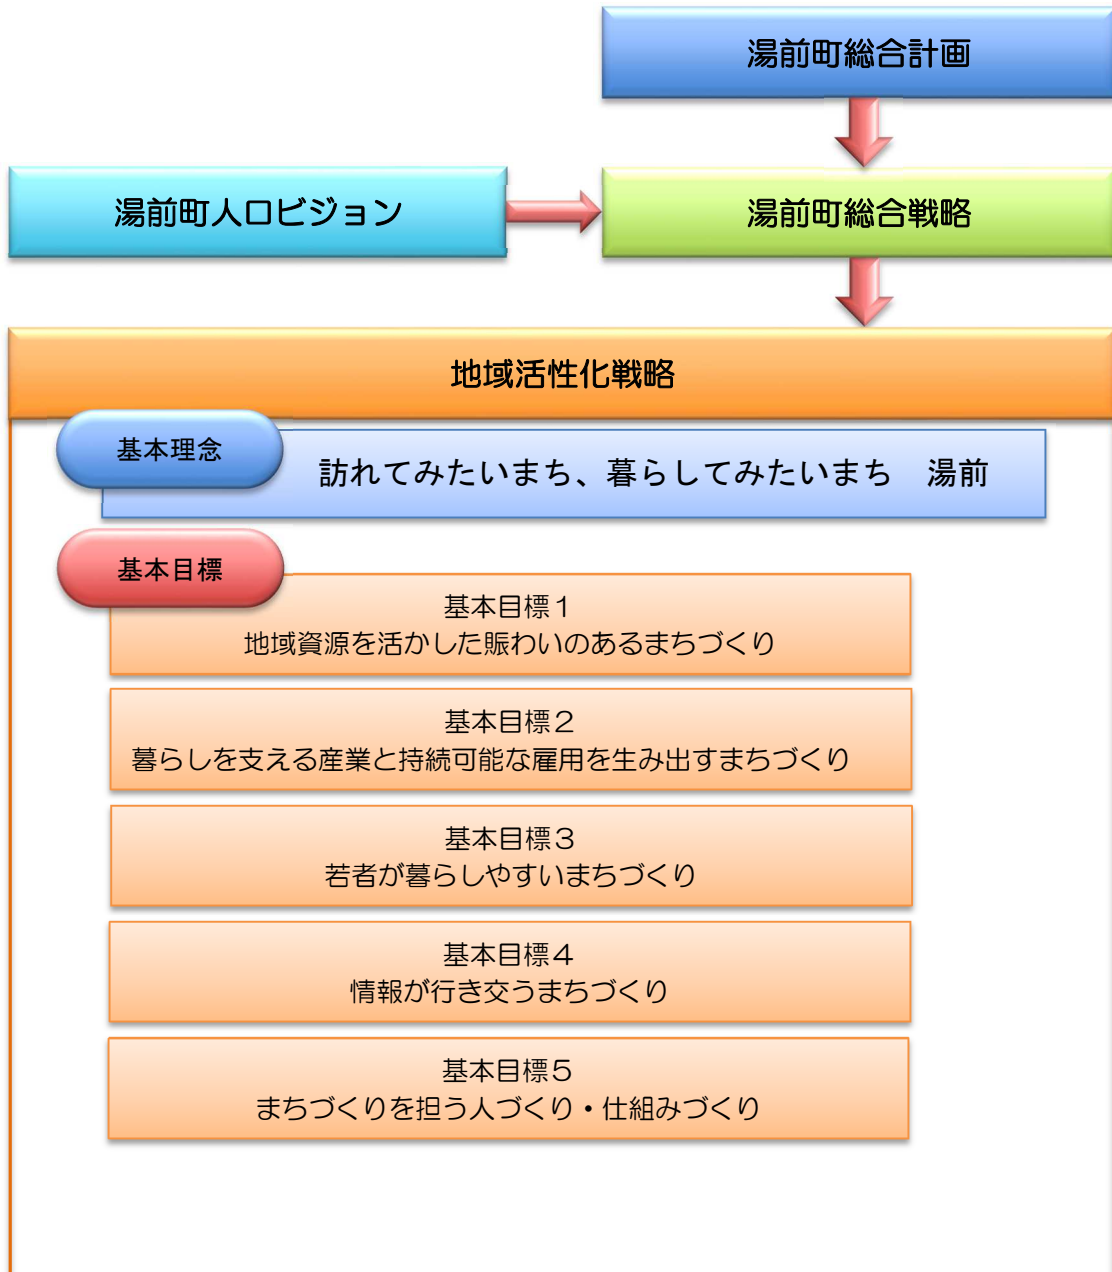 湯前町総合計画
湯前町人口ビジョン
湯前町総合戦略
地域活性化戦略
基本理念
訪れてみたいまち、暮らしてみたいまち　湯前
基本目標
基本目標１
地域資源を活かした賑わいのあるまちづくり
基本目標２
暮らしを支える産業と持続可能な雇用を生み出すまちづくり
基本目標３
若者が暮らしやすいまちづくり
基本目標４
情報が行き交うまちづくり
基本目標５
まちづくりを担う人づくり・仕組みづくり